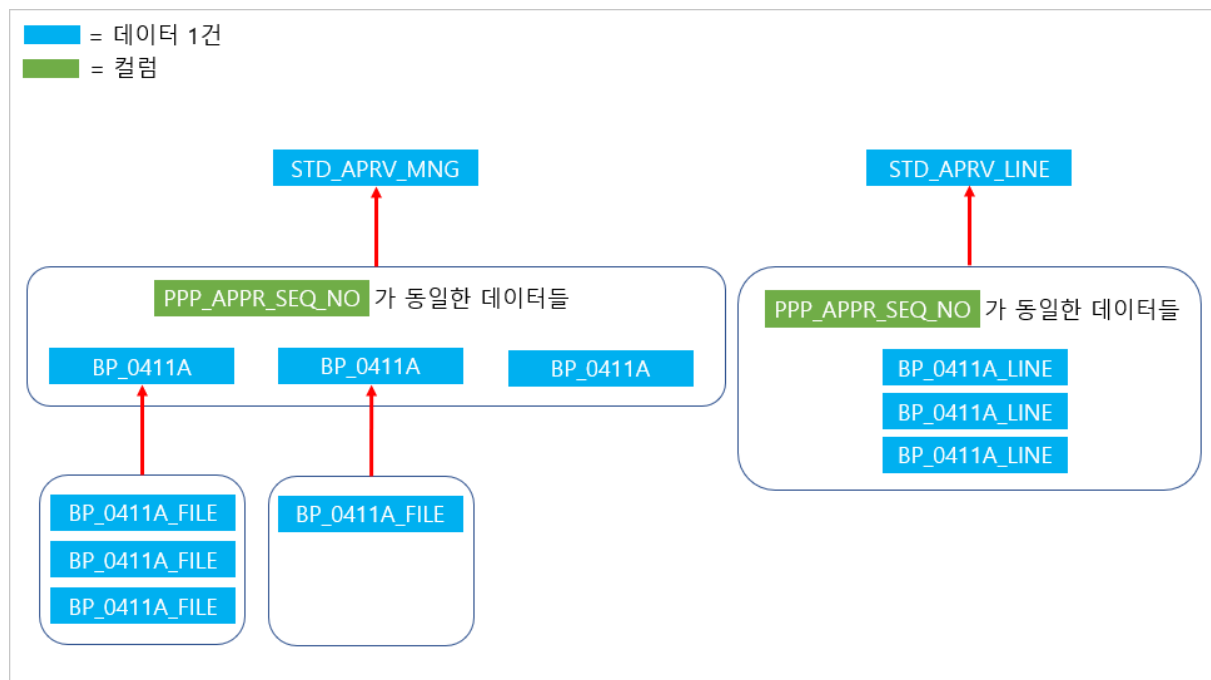 = 데이터 1건
= 컬럼
STD_APRV_MNG
STD_APRV_LINE
PPP_APPR_SEQ_NO 가 동일한 데이터들
PPP_APPR_SEQ_NO 가 동일한 데이터들
BP_0411A
BP_0411A
BP_0411A
BP_0411A_LINE
BP_0411A_LINE
BP_0411A_LINE
BP_0411A_FILE
BP_0411A_FILE
BP_0411A_FILE
BP_0411A_FILE